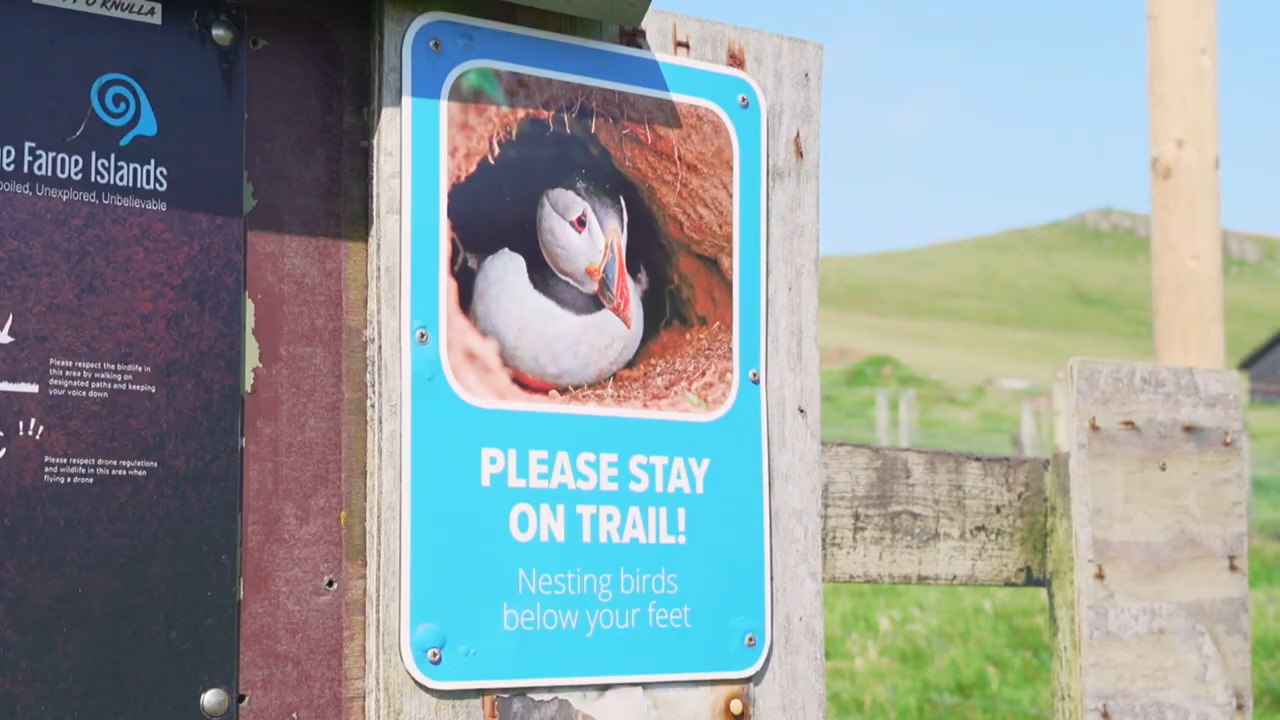 O KNULLA
e Faroe Islands
oiled, Unexplored, Unbelievable
Please respect the birdlife in
this area by walking on
designated paths and keeping
your voice down
Please respect drone regulations
and wildlife in this area when
flying a drone
PLEASE STAY
ON TRAIL!
Nesting birds
below your feet